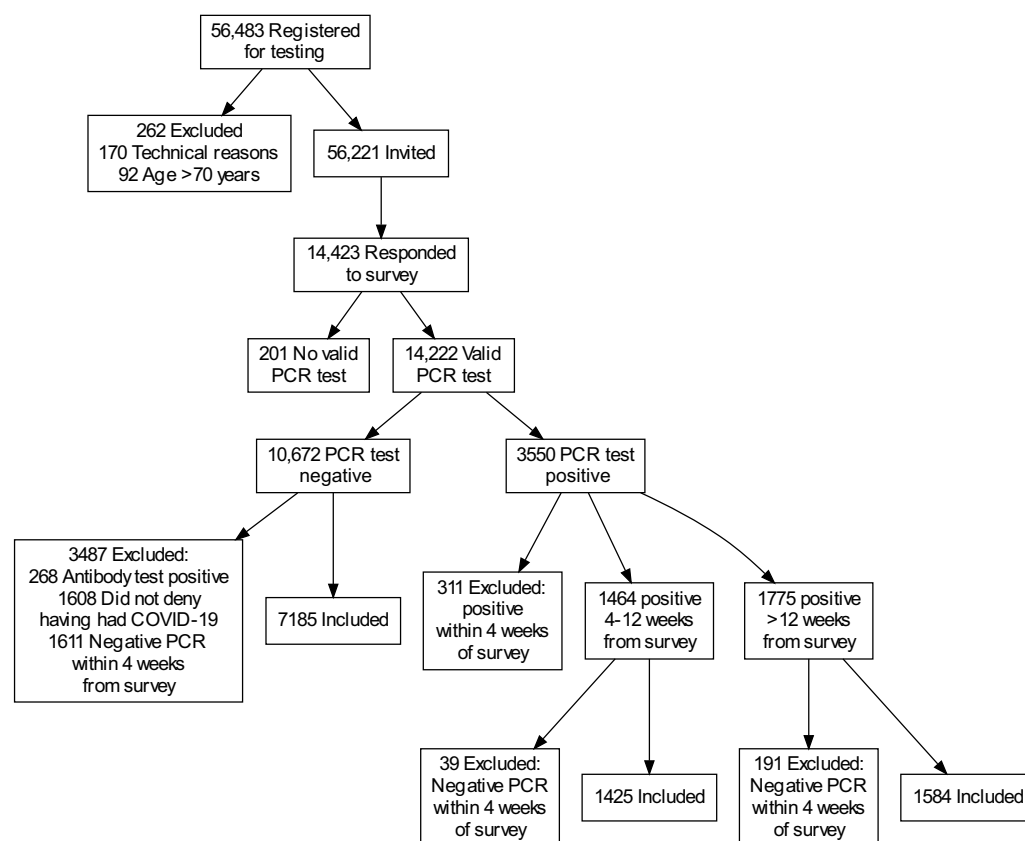 56,483 Registered
for testing
262 Excluded
170 Technical reasons
92 Age >70 years
56,221 Invited
14,423 Responded
to survey
201 No valid
PCR test
14,222 Valid
PCR test
10,672 PCR test
negative
3550 PCR test
positive
3487 Excluded:
268 Antibody test positive
1608 Did not deny
having had COVID-19
1611 Negative PCR
within 4 weeks
from survey
7185 Included
311 Excluded:
positive
within 4 weeks
of survey
1464 positive
4-12 weeks
from survey
1775 positive
>12 weeks
from survey
39 Excluded:
Negative PCR
within 4 weeks
of survey
1425 Included
191 Excluded:
Negative PCR
within 4 weeks
of survey
1584 Included